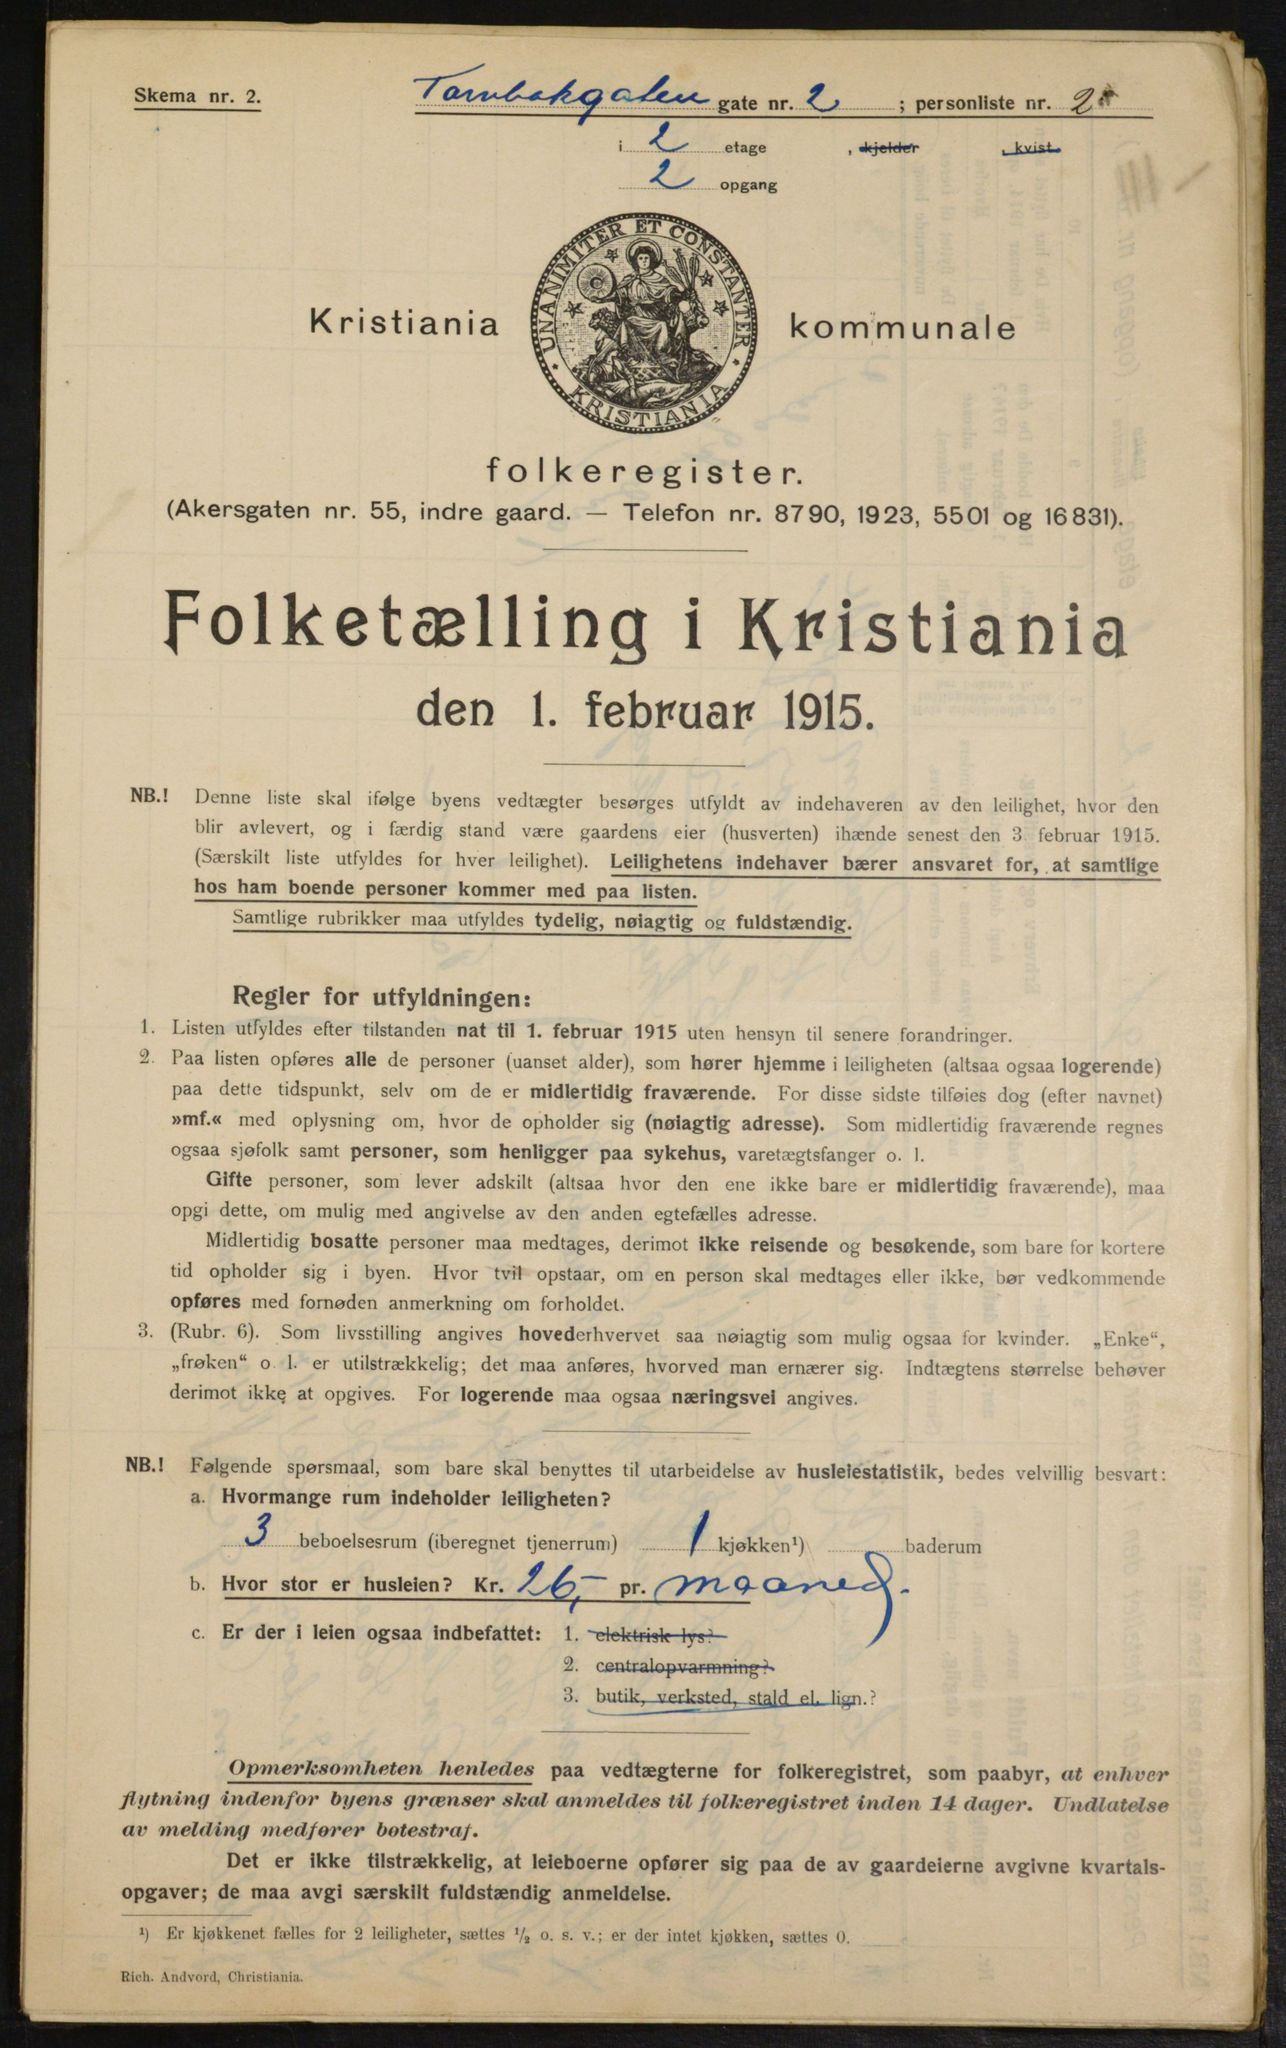 Skema nr. 2.
Tornbakgaten gate nr. 2 ; personliste nr. 2
i 2 etage , kjelder , kvist
2 opgang
UNANIMITER ET CONSTANTER
KRISTIANIA
Kristiania kommunale
folkeregister.
(Akersgaten nr. 55, indre gaard. — Telefon nr. 8790, 1923, 5501 og 16831).
Folketælling i Kristiania
den 1. februar 1915.
NB.! Denne liste skal ifølge byens vedtægter besørges utfyldt av indehaveren av den leilighet, hvor den
blir avlevert, og i færdig stand være gaardens eier (husverten) ihænde senest den 3 februar 1915.
(Særskilt liste utfyldes for hver leilighet). Leilighetens indehaver bærer ansvaret for, at samtlige
hos ham boende personer kommer med paa listen.
Samtlige rubrikker maa utfyldes tydelig, nøiagtig og fuldstændig.
Regler for utfyldningen:
1. Listen utfyldes efter tilstanden nat til 1. februar 1915 uten hensyn til senere forandringer.
2. Paa listen opføres alle de personer (uanset alder), som hører hjemme i leiligheten (altsaa ogsaa logerende)
paa dette tidspunkt, selv om de er midlertidig fraværende. For disse sidste tilføies dog (efter navnet)
»mf.« med oplysning om, hvor de opholder sig (nøiagtig adresse). Som midlertidig fraværende regnes
ogsaa sjøfolk samt personer, som henligger paa sykehus, varetægtsfanger o. l.
Gifte personer, som lever adskilt (altsaa hvor den ene ikke bare er midlertidig fraværende), maa
opgi dette, om mulig med angivelse av den anden egtefælles adresse.
Midlertidig bosatte personer maa medtages, derimot ikke reisende og besøkende, som bare for kortere
tid opholder sig i byen. Hvor tvil opstaar, om en person skal medtages eller ikke, bør vedkommende
opføres med fornøden anmerkning om forholdet.
3. (Rubr. 6). Som livsstilling angives hovederhvervet saa nøiagtig som mulig ogsaa for kvinder. „Enke“,
„frøken“ o l. er utilstrækkelig; det maa anføres, hvorved man ernærer sig. Indtægtens størrelse behøver
derimot ikke at opgives. For logerende maa ogsaa næringsvei angives.
NB.! Følgende spørsmaal, som bare skal benyttes til utarbeidelse av husleiestatistik, bedes velvillig besvart:
a. Hvormange rum indeholder leiligheten?
3 beboelsesrum (iberegnet tjenerrum) 1 kjøkken¹) baderum
b. Hvor stor er husleien? Kr. 26,- pr. maaned.
c. Er der i leien ogsaa indbefattet: 1. elektrisk lys?
2. centralopvarmning?
3. butik, verksted, stald el. lign.?
Opmerksomheten henledes paa vedtægterne for folkeregistret, som paabyr, at enhver
flytning indenfor byens grænser skal anmeldes til folkeregistret inden 14 dager. Undlatelse
av melding medfører bøtestraf.
Det er ikke tilstrækkelig, at leieboerne opfører sig paa de av gaardeierne avgivne kvartals-
opgaver; de maa avgi særskilt fuldstændig anmeldelse.
¹) Er kjøkkenet fælles for 2 leiligheter, sættes ½ o. s. v.; er der intet kjøkken, sættes 0.
Rich. Andvord, Christiania.